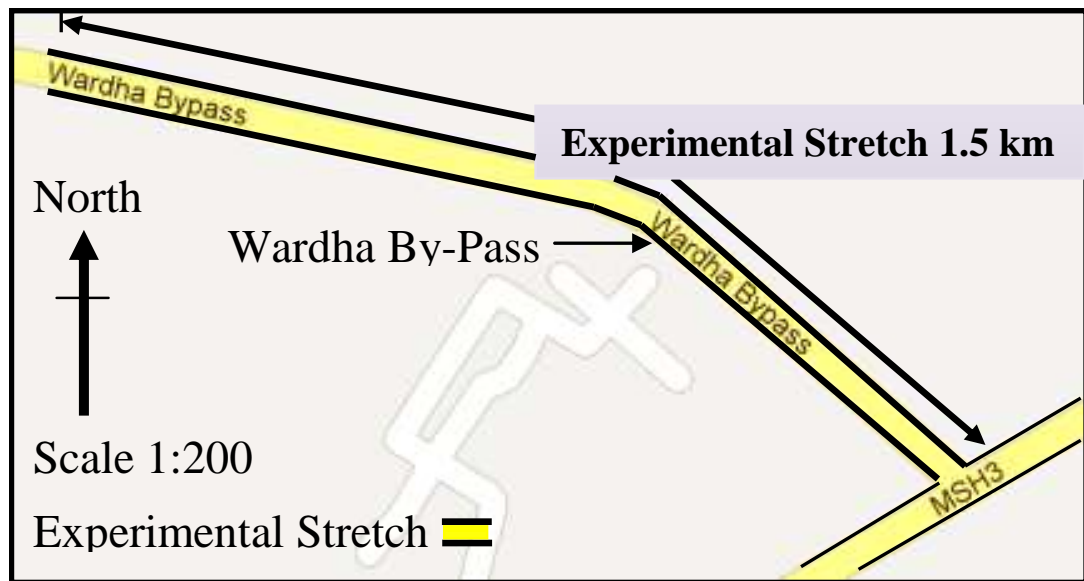 Wardha Bypass
Experimental Stretch 1.5 km
North
Wardha By-Pass
Wardha Bypass
Scale 1:200
MSH3
Experimental Stretch